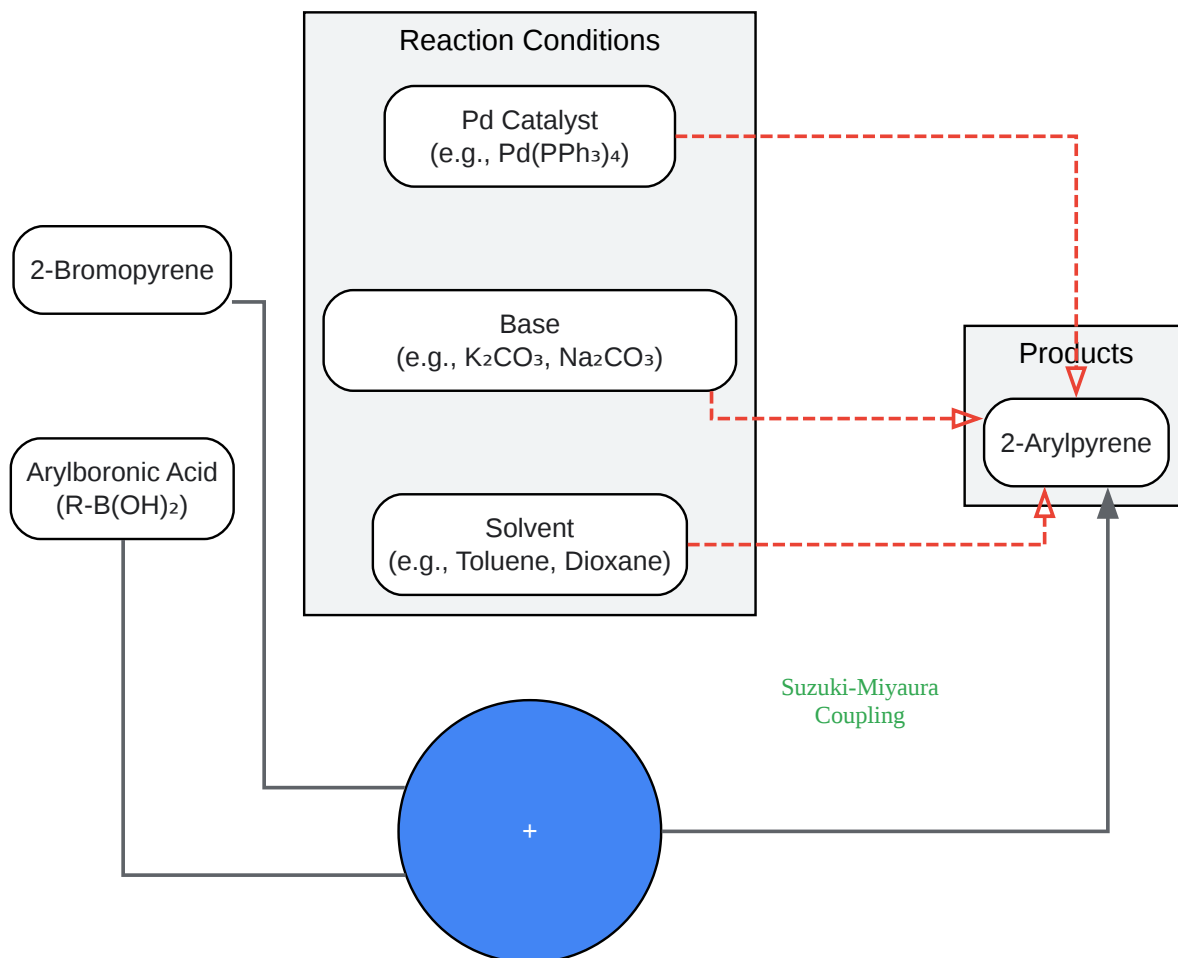 Reaction Conditions
Pd Catalyst
(e.g., Pd(PPh₃)₄)
2-Bromopyrene
Base
(e.g., K₂CO₃, Na₂CO₃)
Products
2-Arylpyrene
Arylboronic Acid
(R-B(OH)₂)
Solvent
(e.g., Toluene, Dioxane)
Suzuki-Miyaura
Coupling
+